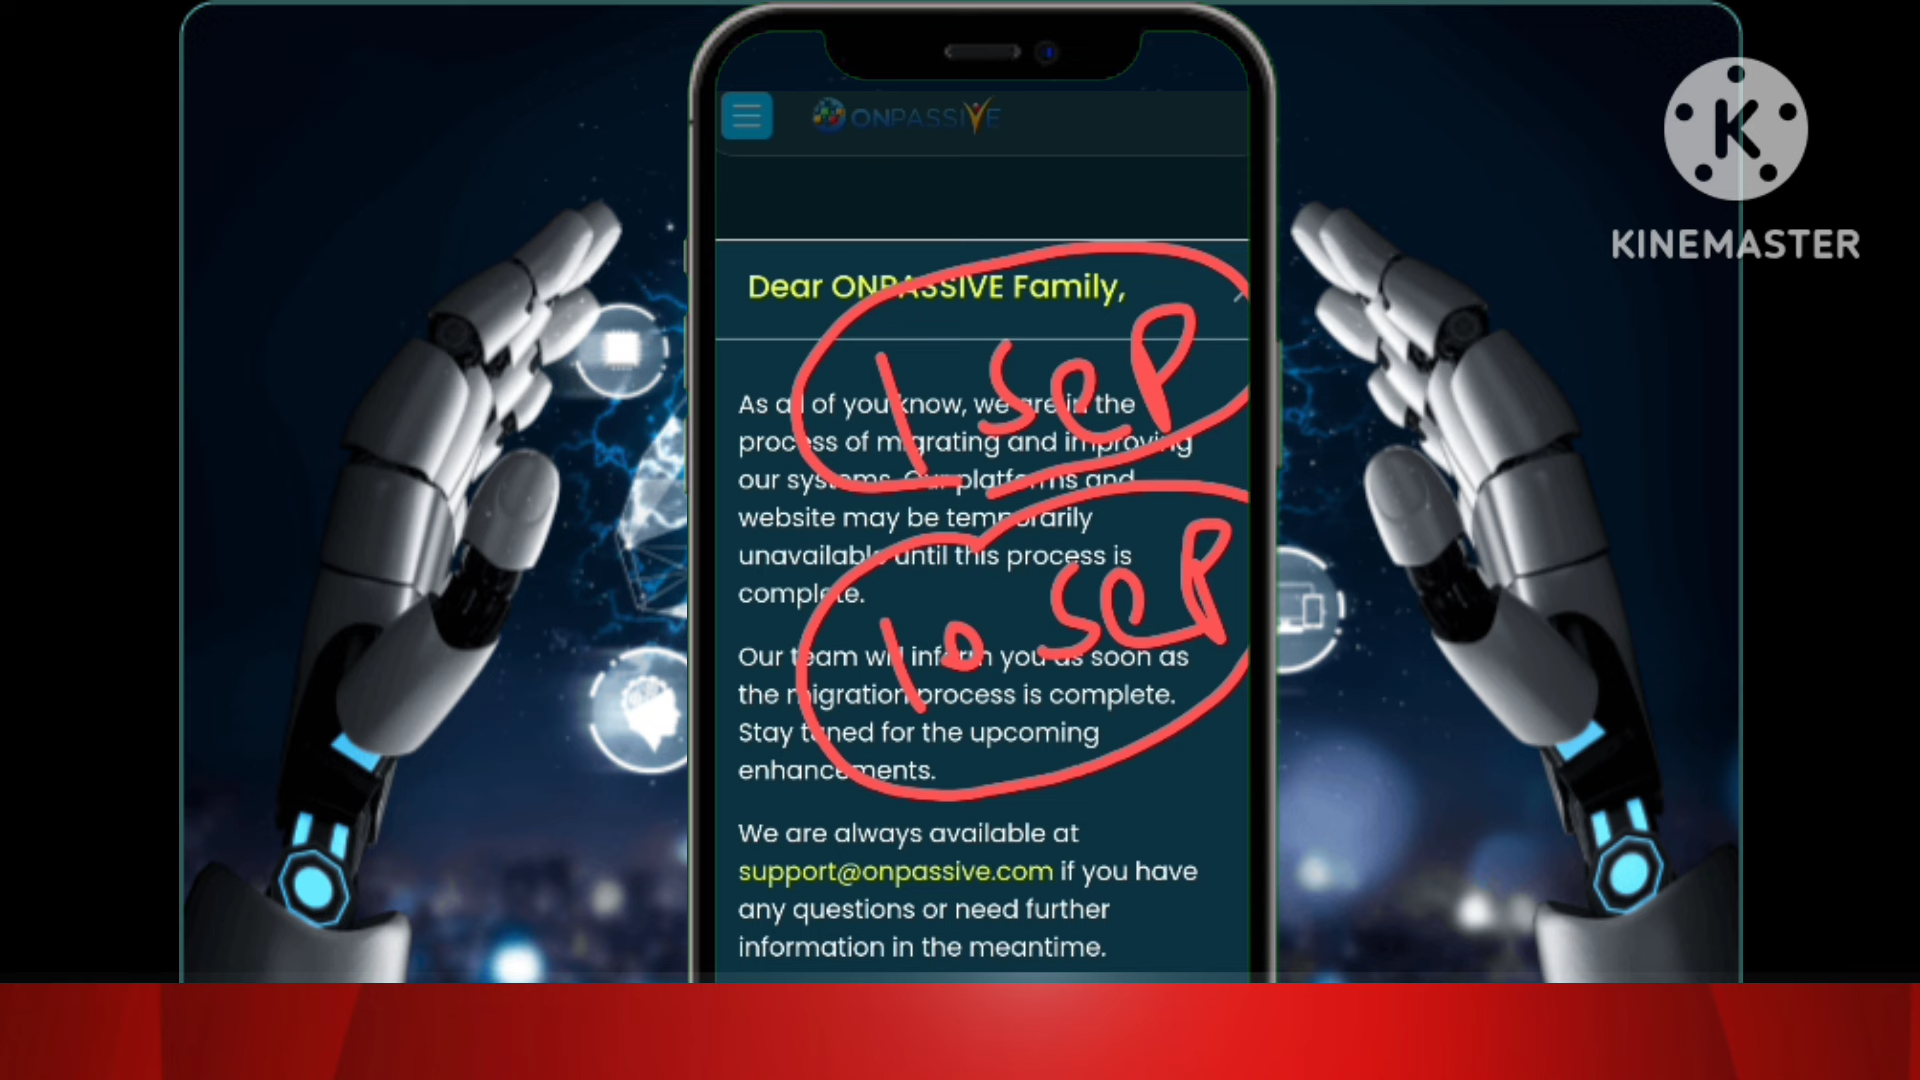 ONPASSIVE
KINEMASTER
Dear ONPASSIVE Family,
1 SeP
As all of you know, we are in the
process of migrating and improving
our systems. Our platforms and
website may be temporarily
unavailable until this process is
complete.
10 SeP
Our team will inform you as soon as
the migration process is complete.
Stay tuned for the upcoming
enhancements.
We are always available at
support@onpassive.com if you have
any questions or need further
information in the meantime.